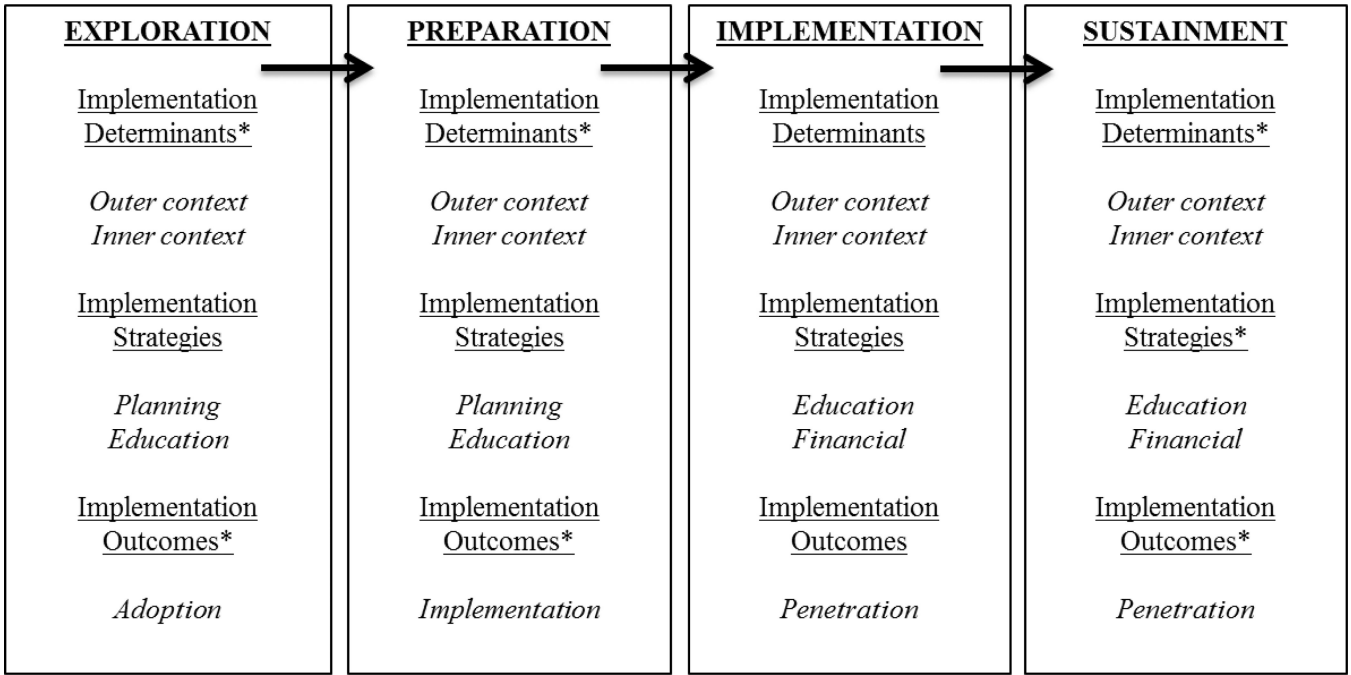 EXPLORATION
Implementation
Determinants*
Outer context
Inner context
Implementation
Strategies
Planning
Education
Implementation
Outcomes*
Adoption
PREPARATION
Implementation
Determinants*
Outer context
Inner context
Implementation
Strategies
Planning
Education
Implementation
Outcomes*
Implementation
IMPLEMENTATION
Implementation
Determinants
Outer context
Inner context
Implementation
Strategies
Education
Financial
Implementation
Outcomes
Penetration
SUSTAINMENT
Implementation
Determinants*
Outer context
Inner context
Implementation
Strategies*
Education
Financial
Implementation
Outcomes*
Penetration